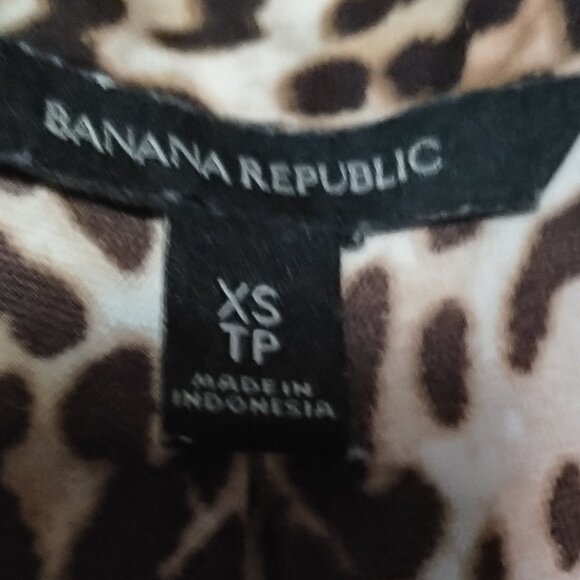 BANANA REPUBLIC
XS
TP
MADE IN
INDONESIA